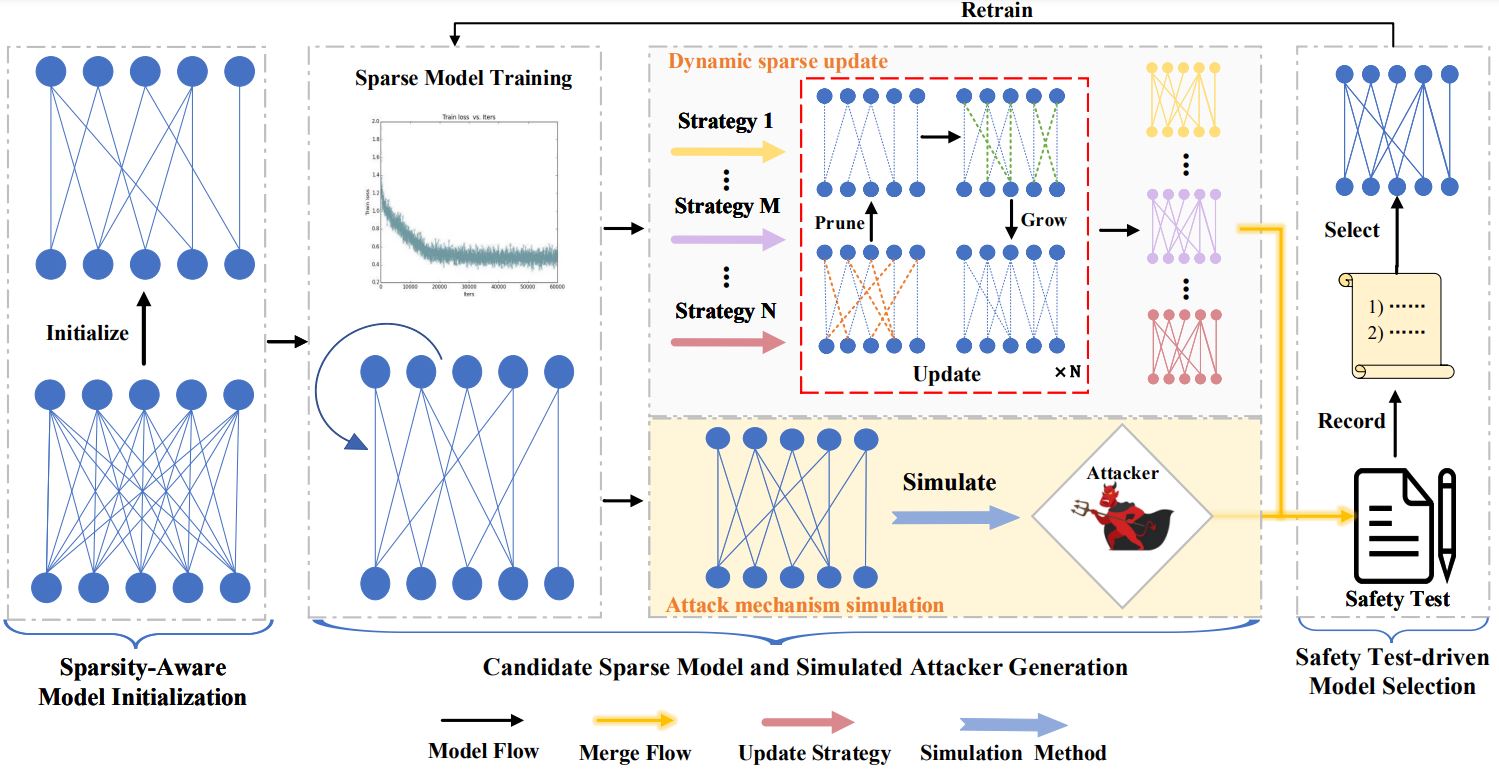 Retrain
Initialize
Sparsity-Aware
Model Initialization
Sparse Model Training
Train loss vs. Iters
Train loss
2.0
1.8
1.6
1.4
1.2
1.0
0.8
0.6
0.4
0.2
10000 20000 30000 40000 50000 60000
Iters
Dynamic sparse update
Strategy 1
Strategy M
Strategy N
Prune
Grow
Update
×N
Simulate
Attacker
Attack mechanism simulation
Candidate Sparse Model and Simulated Attacker Generation
Select
1) ······
2) ······
Record
Safety Test
Safety Test-driven
Model Selection
Model Flow
Merge Flow
Update Strategy
Simulation Method